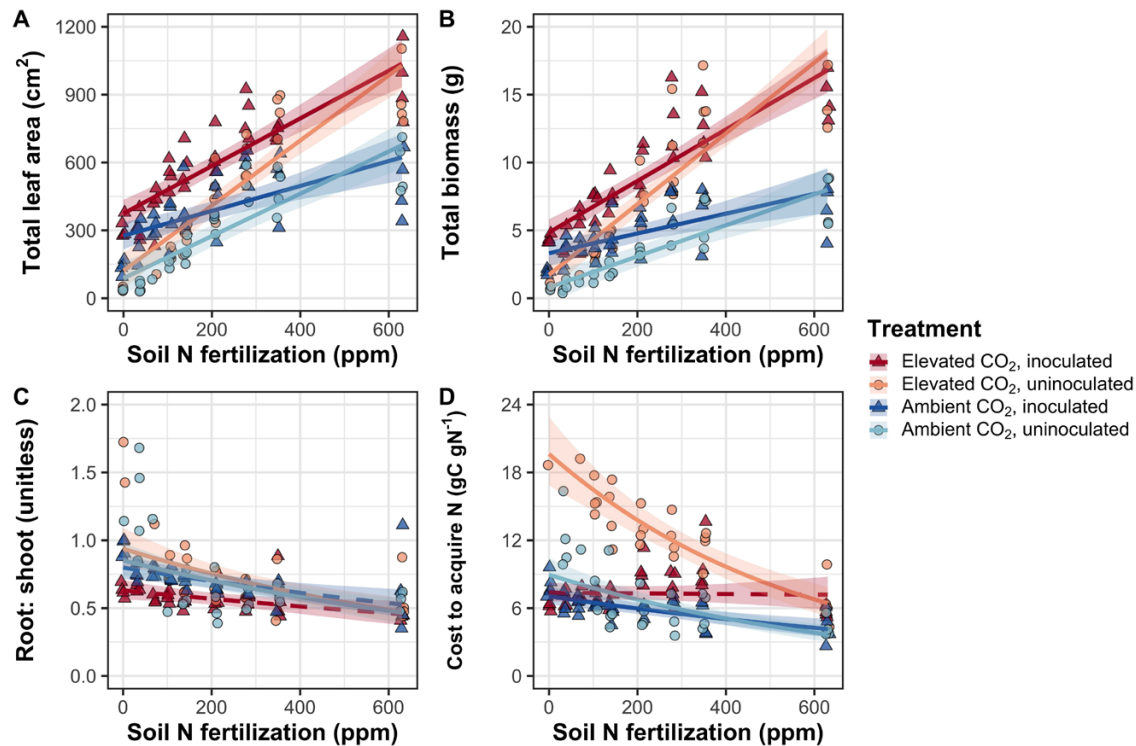 A
B
Total leaf area (cm²)
1200
900
600
300
0
0 200 400 600
Soil N fertilization (ppm)
Total biomass (g)
20
15
10
5
0
0 200 400 600
Soil N fertilization (ppm)
Treatment
Elevated CO₂, inoculated
Elevated CO₂, uninoculated
Ambient CO₂, inoculated
Ambient CO₂, uninoculated
C
D
Root: shoot (unitless)
2.0
1.5
1.0
0.5
0.0
0 200 400 600
Soil N fertilization (ppm)
Cost to acquire N (gC gN⁻¹)
24
18
12
6
0
0 200 400 600
Soil N fertilization (ppm)